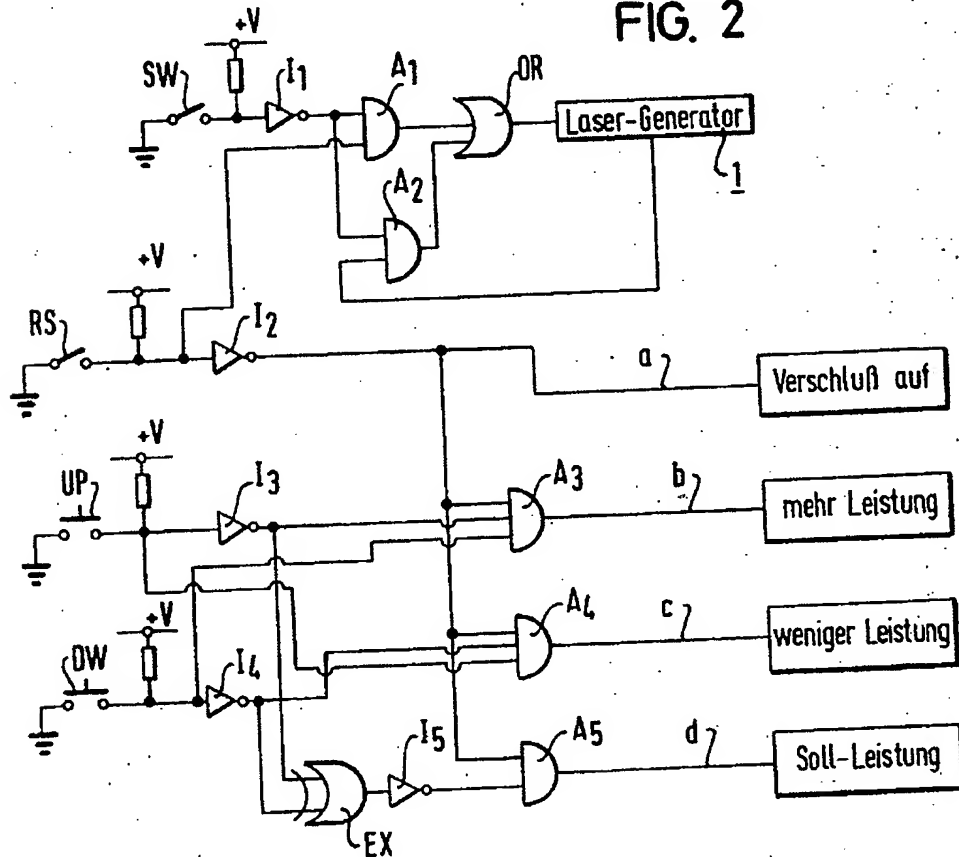 FIG. 2
+V
SW
I1
A1
OR
Laser-Generator
1
A2
+V
RS
I2
a
Verschluß auf
+V
UP
I3
A3
b
mehr Leistung
+V
DW
I4
A4
c
weniger Leistung
I5
A5
d
Soll-Leistung
EX